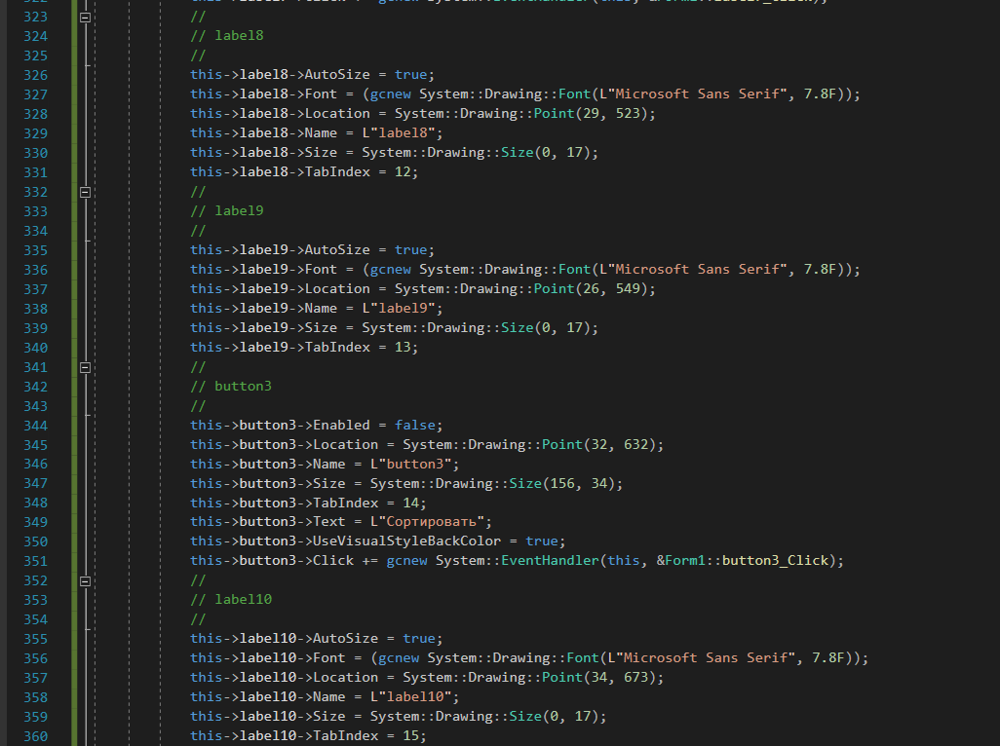 323 //
324 // label8
325 //
326 this->label8->AutoSize = true;
327 this->label8->Font = (gcnew System::Drawing::Font(L"Microsoft Sans Serif", 7.8F));
328 this->label8->Location = System::Drawing::Point(29, 523);
329 this->label8->Name = L"label8";
330 this->label8->Size = System::Drawing::Size(0, 17);
331 this->label8->TabIndex = 12;
332 //
333 // label9
334 //
335 this->label9->AutoSize = true;
336 this->label9->Font = (gcnew System::Drawing::Font(L"Microsoft Sans Serif", 7.8F));
337 this->label9->Location = System::Drawing::Point(26, 549);
338 this->label9->Name = L"label9";
339 this->label9->Size = System::Drawing::Size(0, 17);
340 this->label9->TabIndex = 13;
341 //
342 // button3
343 //
344 this->button3->Enabled = false;
345 this->button3->Location = System::Drawing::Point(32, 632);
346 this->button3->Name = L"button3";
347 this->button3->Size = System::Drawing::Size(156, 34);
348 this->button3->TabIndex = 14;
349 this->button3->Text = L"Сортировать";
350 this->button3->UseVisualStyleBackColor = true;
351 this->button3->Click += gcnew System::EventHandler(this, &Form1::button3_Click);
352 //
353 // label10
354 //
355 this->label10->AutoSize = true;
356 this->label10->Font = (gcnew System::Drawing::Font(L"Microsoft Sans Serif", 7.8F));
357 this->label10->Location = System::Drawing::Point(34, 673);
358 this->label10->Name = L"label10";
359 this->label10->Size = System::Drawing::Size(0, 17);
360 this->label10->TabIndex = 15;